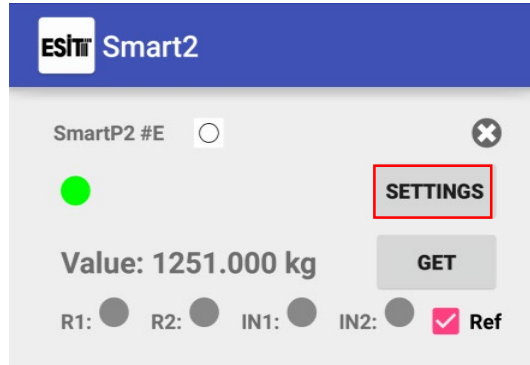 ESİT Smart2
SmartP2 #E
SETTINGS
Value: 1251.000 kg GET
R1: R2: IN1: IN2: Ref